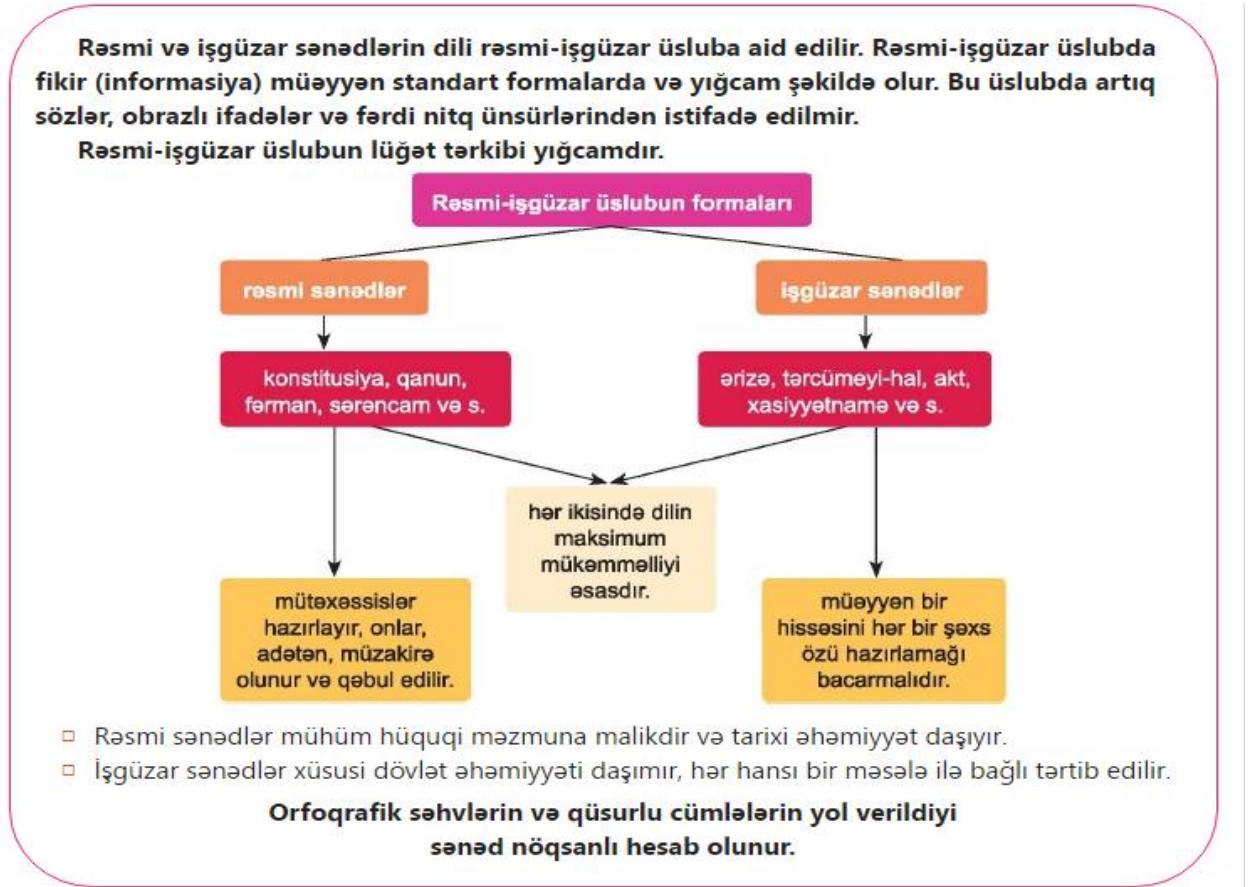 Rəsmi və işgüzar sənədlərin dili rəsmi-işgüzar üsluba aid edilir. Rəsmi-işgüzar üslubda
fikir (informasiya) müəyyən standart formalarda və yığcam şəkildə olur. Bu üslubda artıq
sözlər, obrazlı ifadələr və fərdi nitq ünsürlərindən istifadə edilmir.
Rəsmi-işgüzar üslubun lüğət tərkibi yığcamdır.
Rəsmi-işgüzar üslubun formaları
rəsmi sənədlər
işgüzar sənədlər
konstitusiya, qanun,
fərman, sərəncam və s.
ərizə, tərcümeyi-hal, akt,
xasiyyətnamə və s.
hər ikisində dilin
maksimum
mükəmməlliyi
əsasdır.
mütəxəssislər
hazırlayır, onlar,
adətən, müzakirə
olunur və qəbul edilir.
müəyyən bir
hissəsini hər bir şəxs
özü hazırlamağı
bacarmalıdır.
Rəsmi sənədlər mühüm hüquqi məzmuna malikdir və tarixi əhəmiyyət daşıyır.
İşgüzar sənədlər xüsusi dövlət əhəmiyyəti daşımır, hər hansı bir məsələ ilə bağlı tərtib edilir.
Orfoqrafik səhvlərin və qüsurlu cümlələrin yol verildiyi
sənəd nöqsanlı hesab olunur.